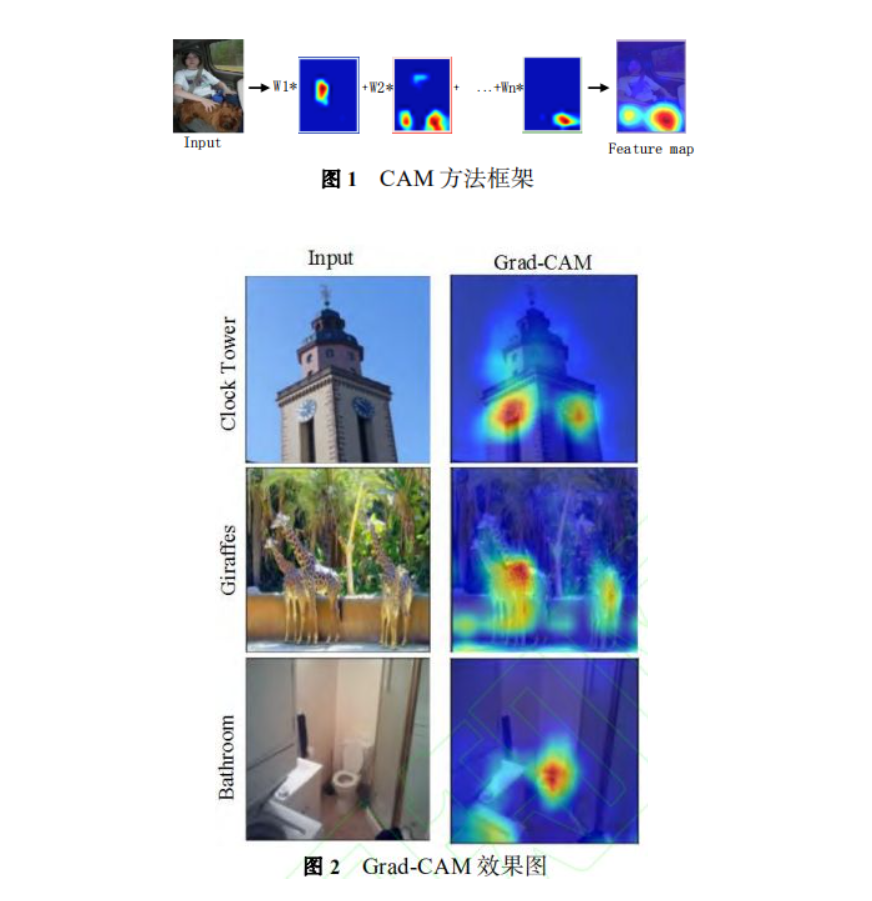 W1* +W2* + ...+Wn*
Input
Feature map
图 1 CAM 方法框架
Input Grad-CAM
Clock Tower
Giraffes
Bathroom
图 2 Grad-CAM 效果图